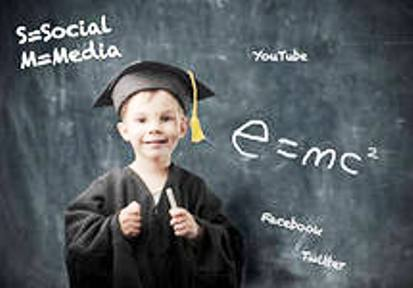 S=Social
M=Media
YouTube
e=mc²
Facebook
Twitter